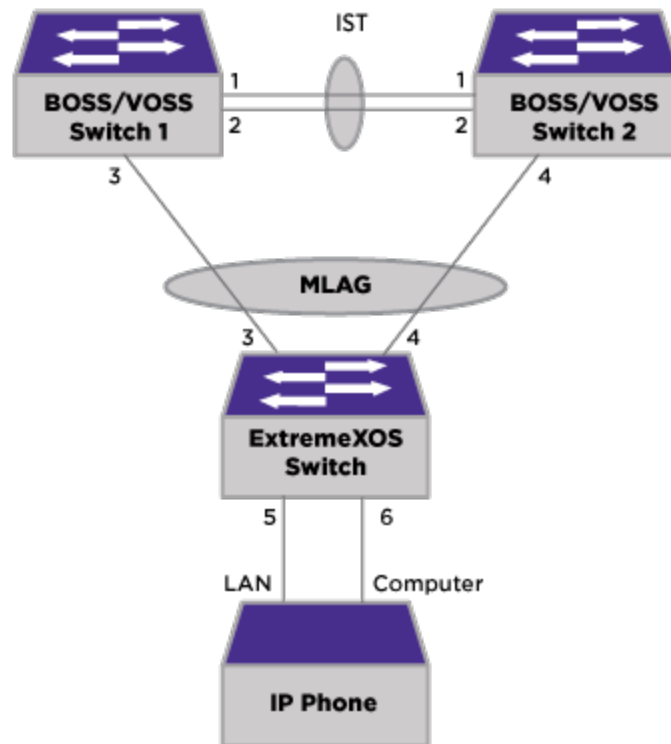 IST
BOSS/VOSS
Switch 1
1
2
1
2
BOSS/VOSS
Switch 2
3
4
MLAG
3
4
ExtremeXOS
Switch
5
6
LAN
Computer
IP Phone